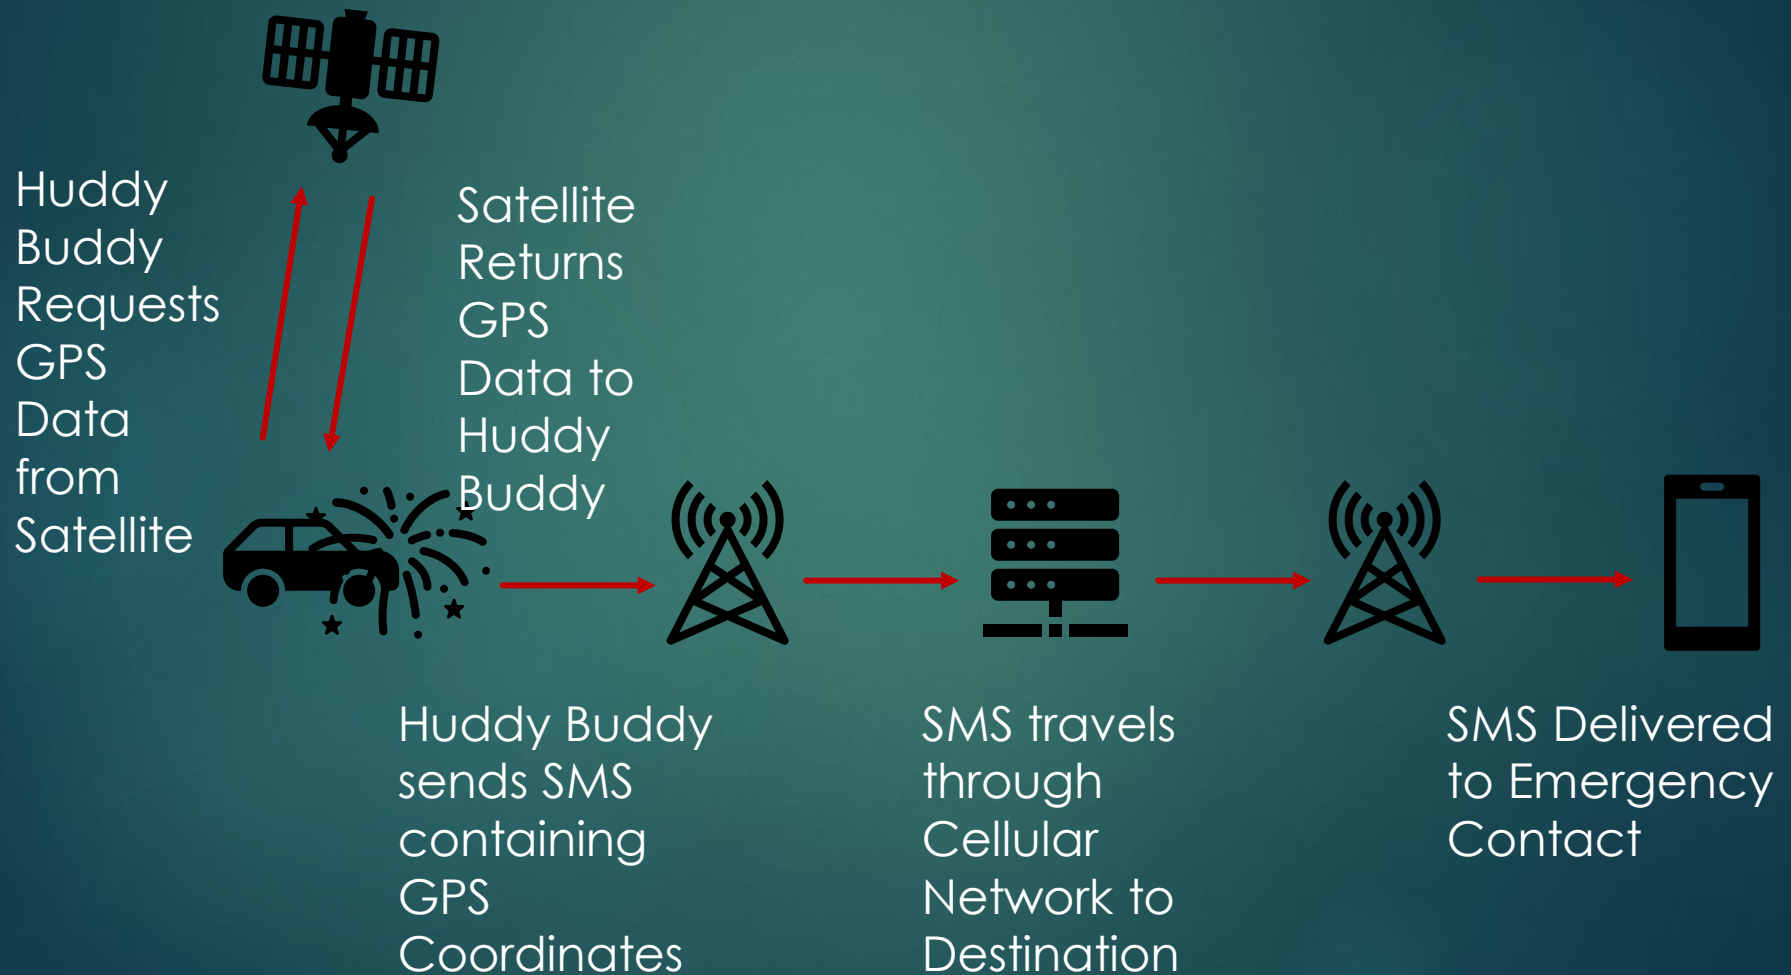 Huddy
Buddy
Requests
GPS
Data
from
Satellite
Satellite
Returns
GPS
Data to
Huddy
Buddy
Huddy Buddy
sends SMS
containing
GPS
Coordinates
SMS travels
through
Cellular
Network to
Destination
SMS Delivered
to Emergency
Contact